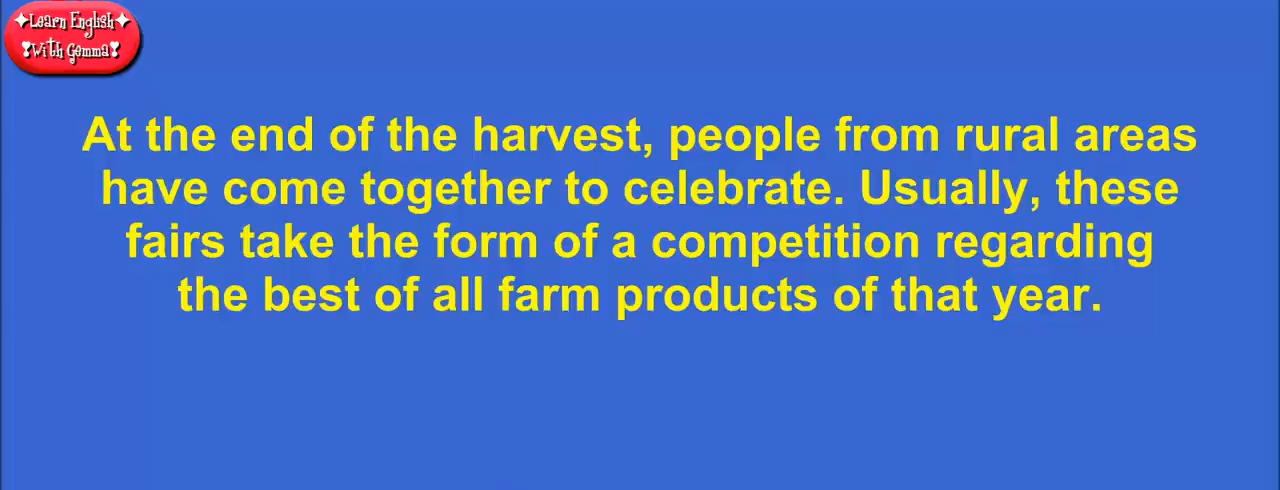 Learn English
With Gemma
At the end of the harvest, people from rural areas
have come together to celebrate. Usually, these
fairs take the form of a competition regarding
the best of all farm products of that year.